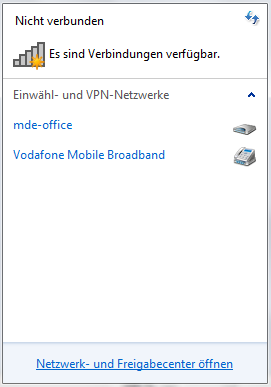 Nicht verbunden
Es sind Verbindungen verfügbar.
Einwähl- und VPN-Netzwerke
mde-office
Vodafone Mobile Broadband
Netzwerk- und Freigabecenter öffnen